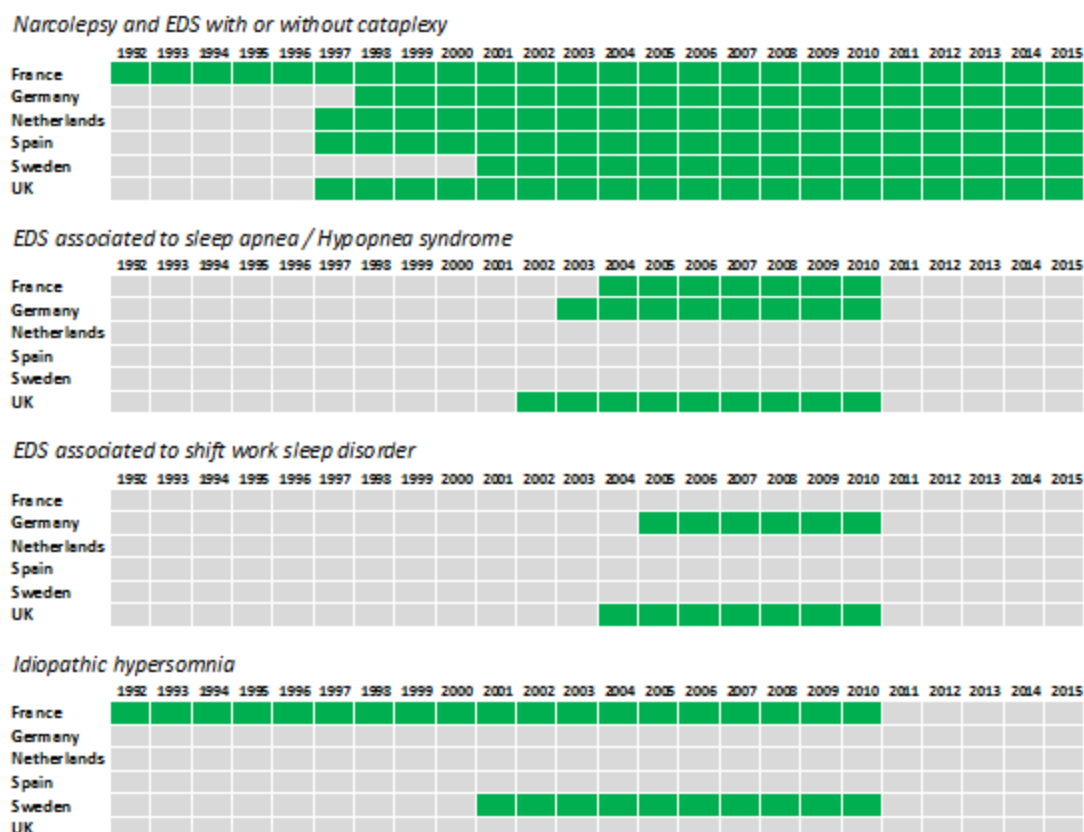 Narcolepsy and EDS with or without cataplexy
1992 1993 1994 1995 1996 1997 1998 1999 2000 2001 2002 2003 2004 2005 2006 2007 2008 2009 2010 2011 2012 2013 2014 2015
France
Germany
Netherlands
Spain
Sweden
UK
EDS associated to sleep apnea / Hypopnea syndrome
1992 1993 1994 1995 1996 1997 1998 1999 2000 2001 2002 2003 2004 2005 2006 2007 2008 2009 2010 2011 2012 2013 2014 2015
France
Germany
Netherlands
Spain
Sweden
UK
EDS associated to shift work sleep disorder
1992 1993 1994 1995 1996 1997 1998 1999 2000 2001 2002 2003 2004 2005 2006 2007 2008 2009 2010 2011 2012 2013 2014 2015
France
Germany
Netherlands
Spain
Sweden
UK
Idiopathic hypersomnia
1992 1993 1994 1995 1996 1997 1998 1999 2000 2001 2002 2003 2004 2005 2006 2007 2008 2009 2010 2011 2012 2013 2014 2015
France
Germany
Netherlands
Spain
Sweden
UK